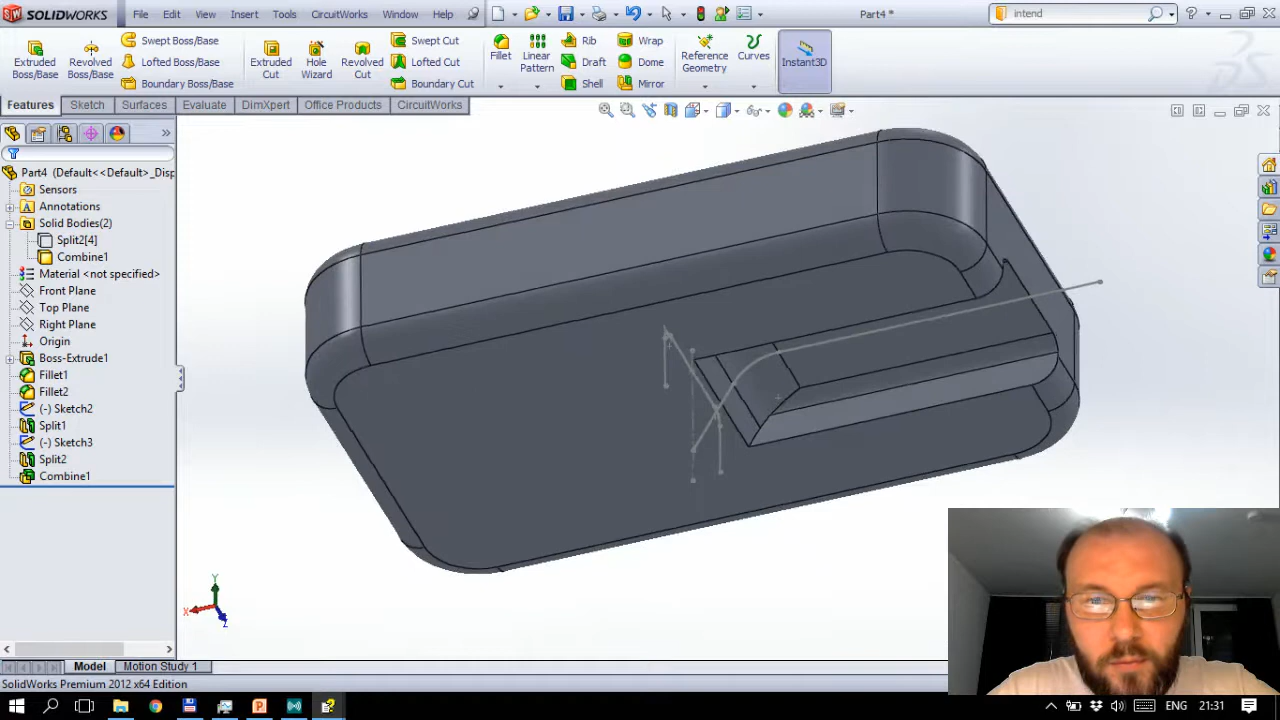 SOLIDWORKS File Edit View Insert Tools CircuitWorks Window Help Part4 * intend
Extruded Boss/Base
Revolved Boss/Base
Swept Boss/Base
Lofted Boss/Base
Boundary Boss/Base
Extruded Cut
Hole Wizard
Revolved Cut
Swept Cut
Lofted Cut
Boundary Cut
Fillet
Linear Pattern
Rib
Draft
Shell
Wrap
Dome
Mirror
Reference Geometry
Curves
Instant3D
Features Sketch Surfaces Evaluate DimXpert Office Products CircuitWorks
Part4 (Default<<Default>_Disp
Sensors
Annotations
Solid Bodies(2)
Split2[4]
Combine1
Material <not specified>
Front Plane
Top Plane
Right Plane
Origin
Boss-Extrude1
Fillet1
Fillet2
(-) Sketch2
Split1
(-) Sketch3
Split2
Combine1
Y
X
Z
Model Motion Study 1
SolidWorks Premium 2012 x64 Edition
ENG 21:31